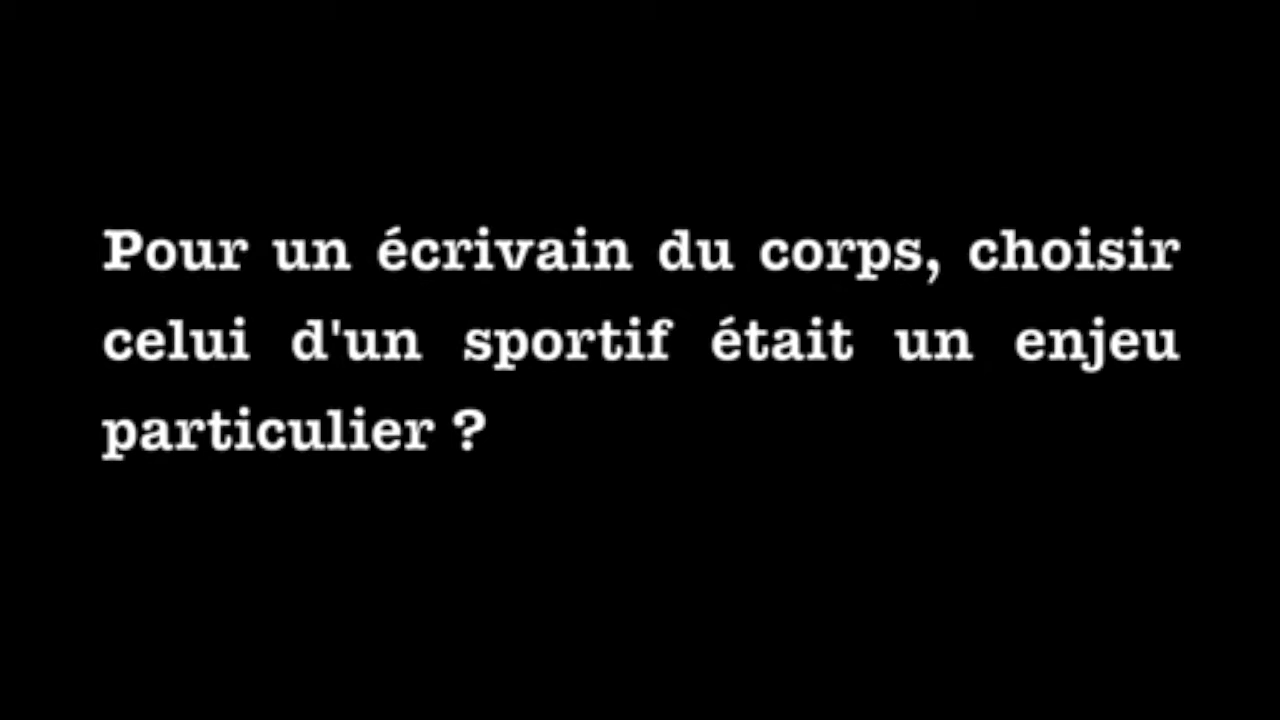 Pour un écrivain du corps, choisir
celui d'un sportif était un enjeu
particulier ?